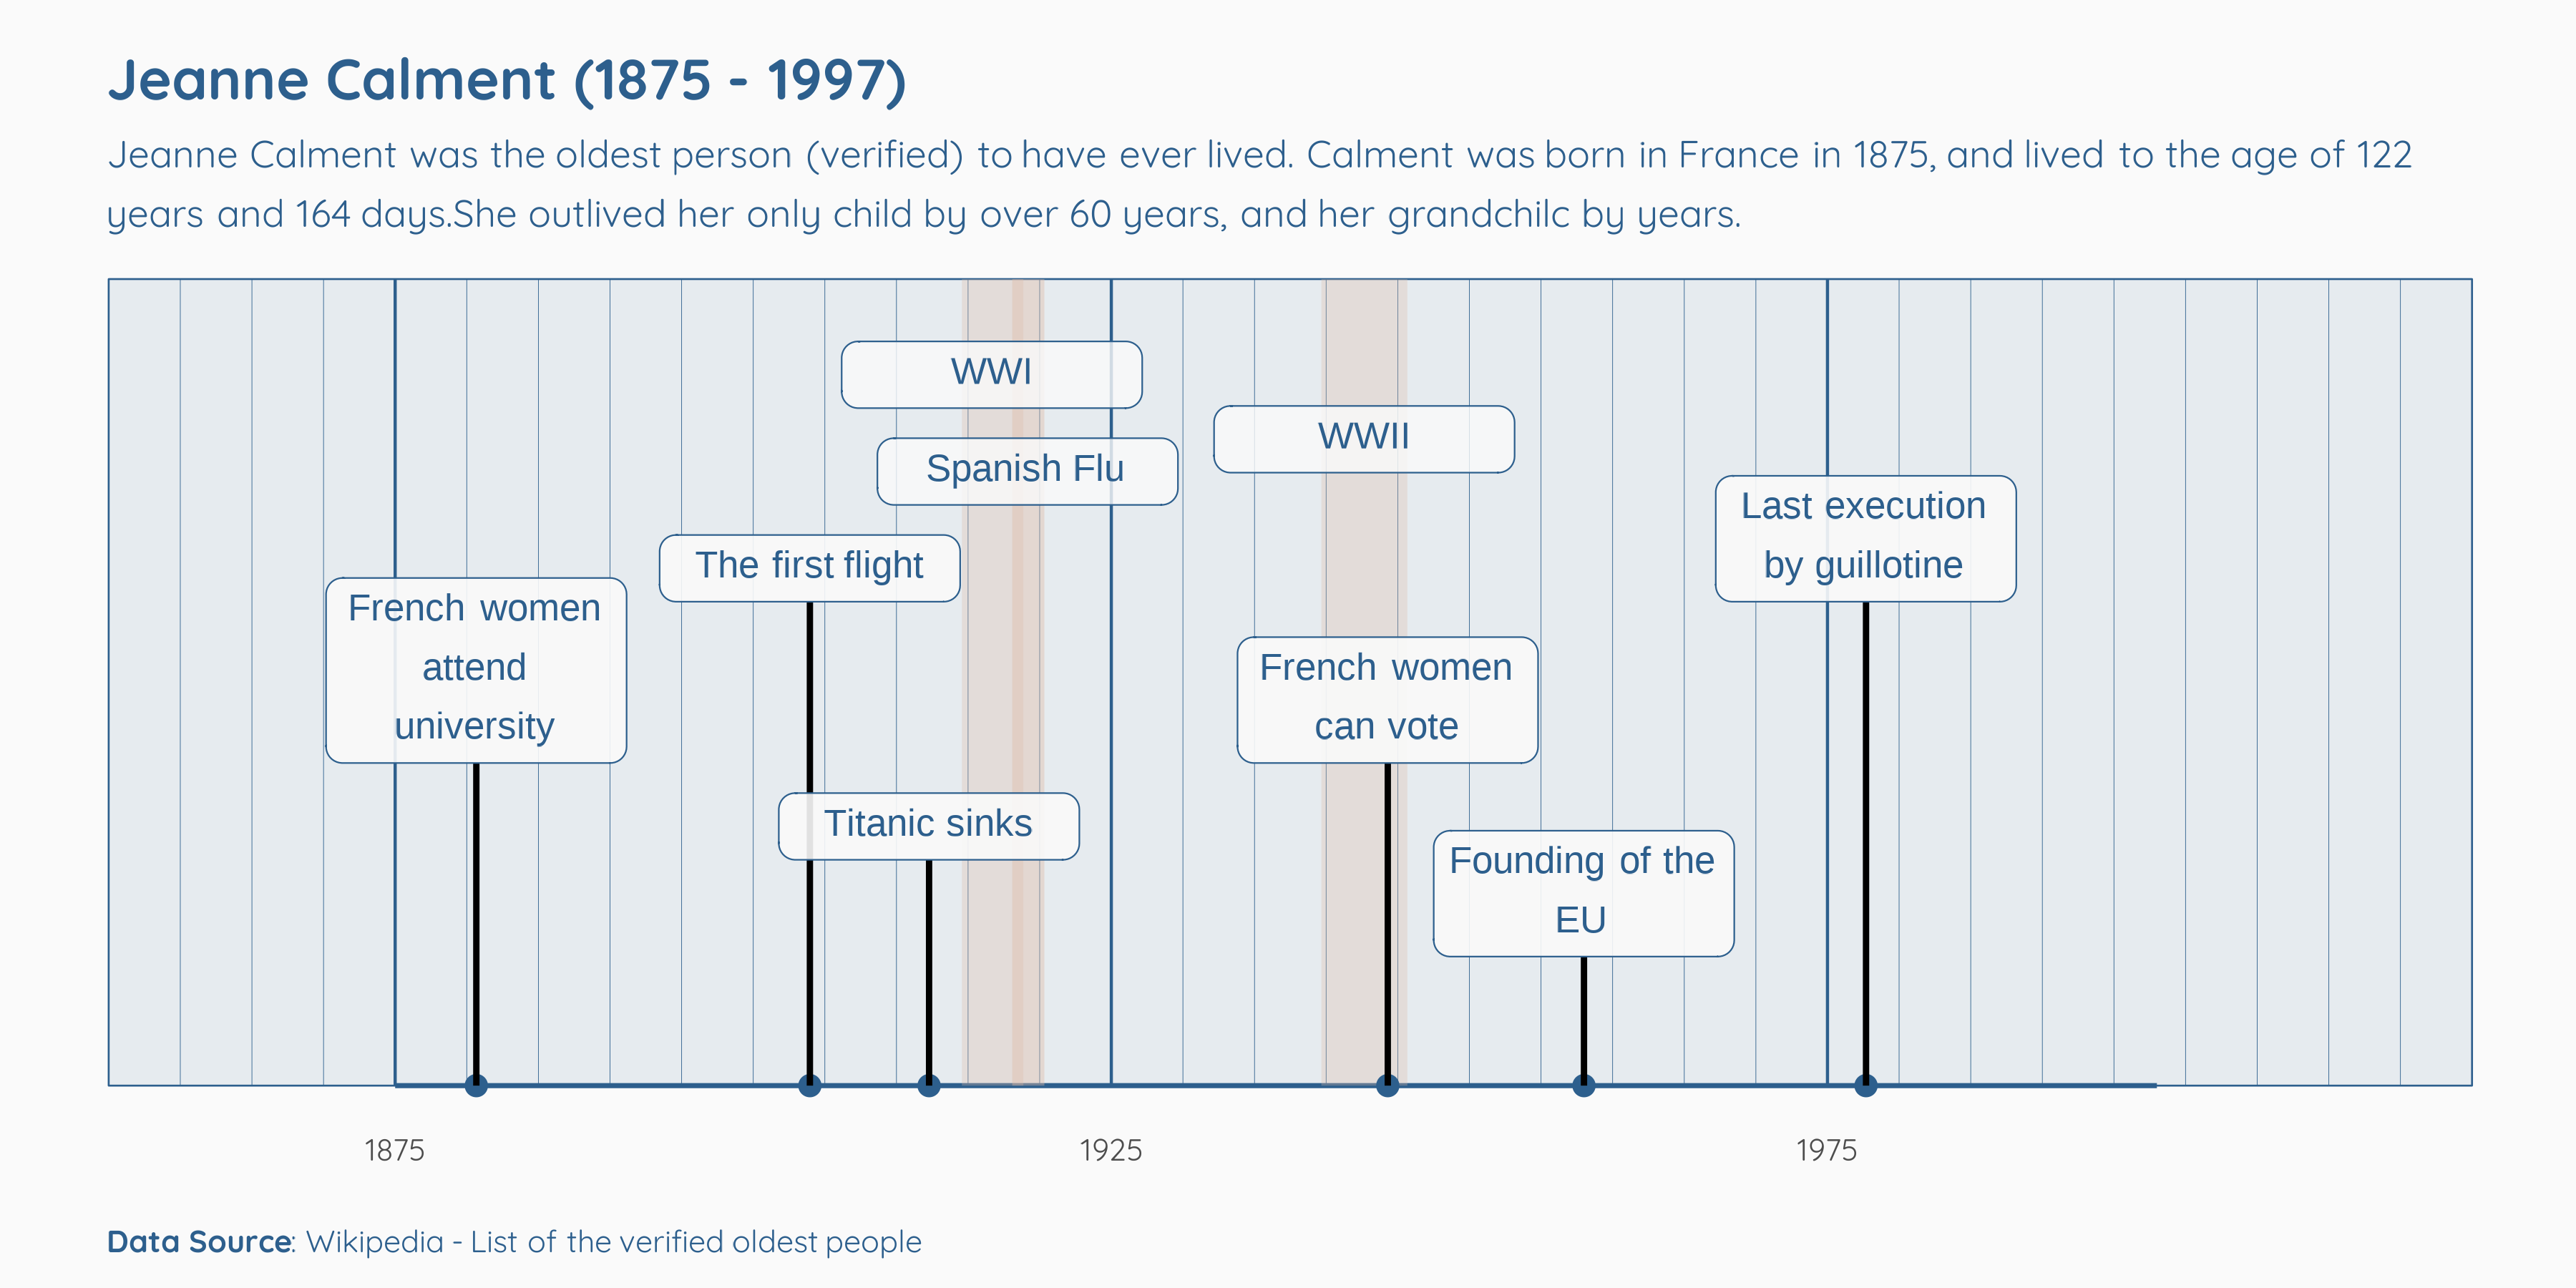 Jeanne Calment (1875 - 1997)
Jeanne Calment was the oldest person (verified) to have ever lived. Calment was born in France in 1875, and lived to the age of 122
years and 164 days.She outlived her only child by over 60 years, and her grandchilc by years.
WWI
WWII
Spanish Flu
Last execution
by guillotine
The first flight
French women
attend
university
French women
can vote
Titanic sinks
Founding of the
EU
1875
1925
1975
Data Source: Wikipedia - List of the verified oldest people